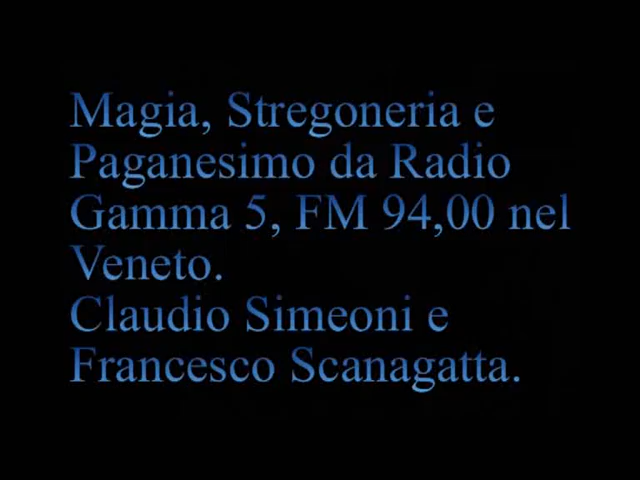 Magia, Stregoneria e
Paganesimo da Radio
Gamma 5, FM 94,00 nel
Veneto.
Claudio Simeoni e
Francesco Scanagatta.